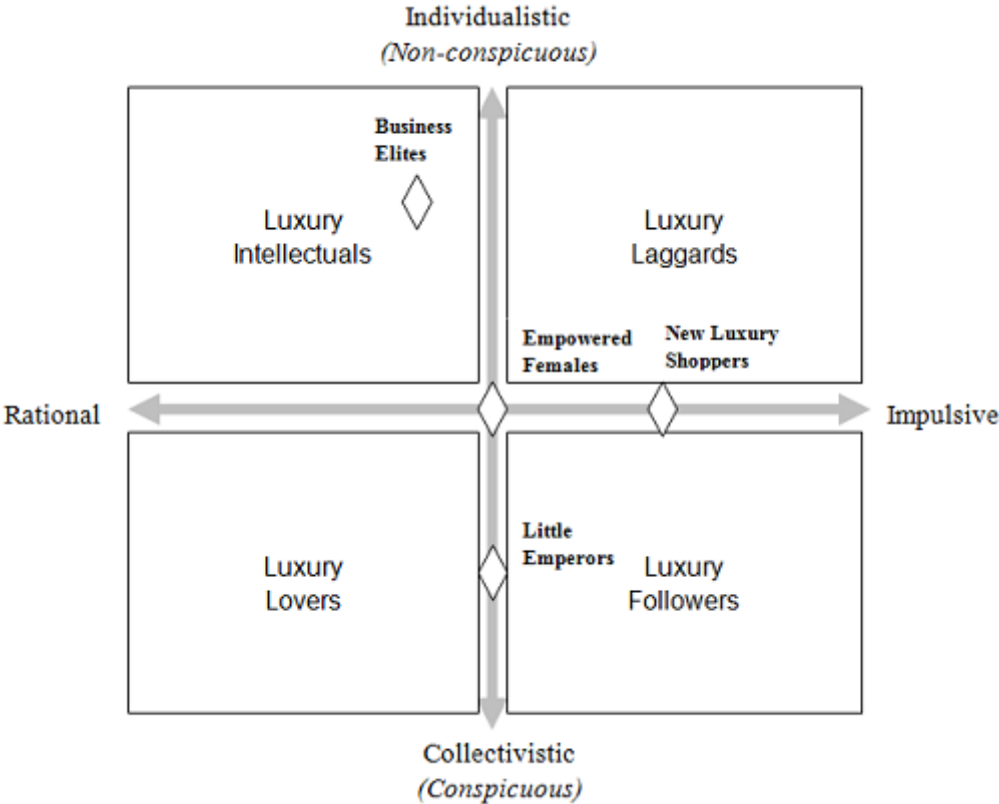 Individualistic
(Non-conspicuous)
Business
Elites
Luxury
Intellectuals
Luxury
Laggards
Empowered
Females
New Luxury
Shoppers
Rational
Impulsive
Little
Emperors
Luxury
Lovers
Luxury
Followers
Collectivistic
(Conspicuous)